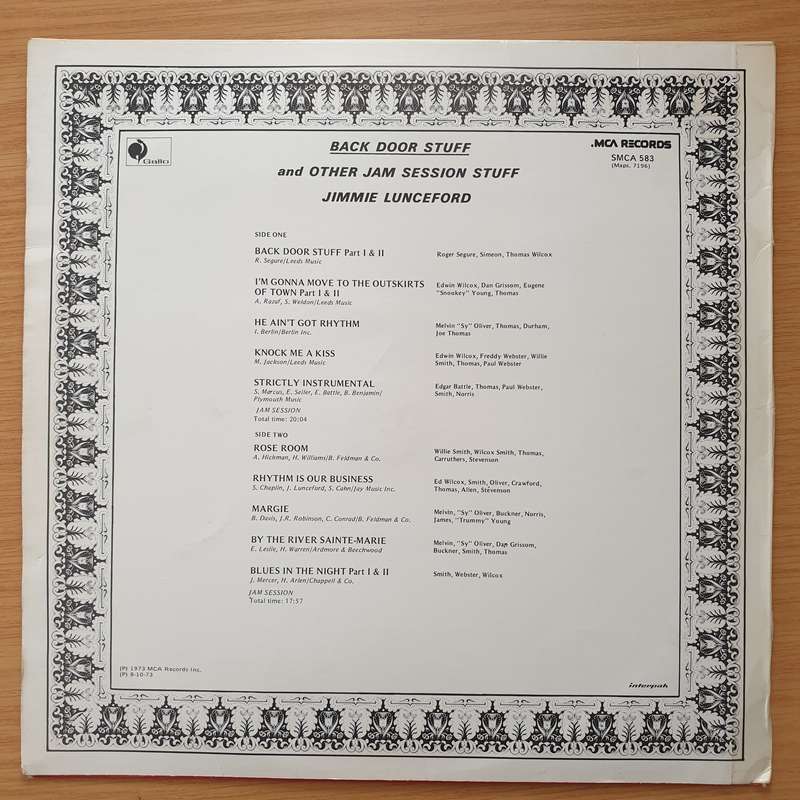 Gallo
BACK DOOR STUFF
and OTHER JAM SESSION STUFF
JIMMIE LUNCEFORD
.MCA RECORDS
SMCA 583
(Maps. 7196)
SIDE ONE
BACK DOOR STUFF Part I & II
R. Segure/Leeds Music
Roger Segure, Simeon, Thomas Wilcox
I'M GONNA MOVE TO THE OUTSKIRTS
OF TOWN Part I & II
A. Razaf, S. Weldon/Leeds Music
Edwin Wilcox, Dan Grissom, Eugene
"Snoukey" Young, Thomas
HE AIN'T GOT RHYTHM
I. Berlin/Berlin Inc.
Melvin "Sy" Oliver, Thomas, Durham,
Joe Thomas
KNOCK ME A KISS
M. Jackson/Leeds Music
Edwin Wilcox, Freddy Webster, Willie
Smith, Thomas, Paul Webster
STRICTLY INSTRUMENTAL
S. Marcus, E. Seiler, E. Battle, B. Benjamin/
Plymouth Music
Edgar Battle, Thomas, Paul Webster,
Smith, Norris
JAM SESSION
Total time: 20:04
SIDE TWO
ROSE ROOM
A. Hickman, H. Williams/B. Feldman & Co.
Willie Smith, Wilcox Smith, Thomas,
Carruthers, Stevenson
RHYTHM IS OUR BUSINESS
S. Chaplin, J. Lunceford, S. Cahn/Jay Music Inc.
Ed Wilcox, Smith, Oliver, Crawford,
Thomas, Allen, Stevenson
MARGIE
B. Davis, J.R. Robinson, C. Conrad/B. Feldman & Co.
Melvin, "Sy" Oliver, Buckner, Norris,
James, "Trummy" Young
BY THE RIVER SAINTE-MARIE
E. Leslie, H. Warren/Ardmore & Beechwood
Melvin, "Sy" Oliver, Dan Grissom,
Buckner, Smith, Thomas
BLUES IN THE NIGHT Part I & II
J. Mercer, H. Arlen/Chappell & Co.
Smith, Webster, Wilcox
JAM SESSION
Total time: 17:57
(P) 1973 MCA Records Inc.
(P) 8-10-73
interpak